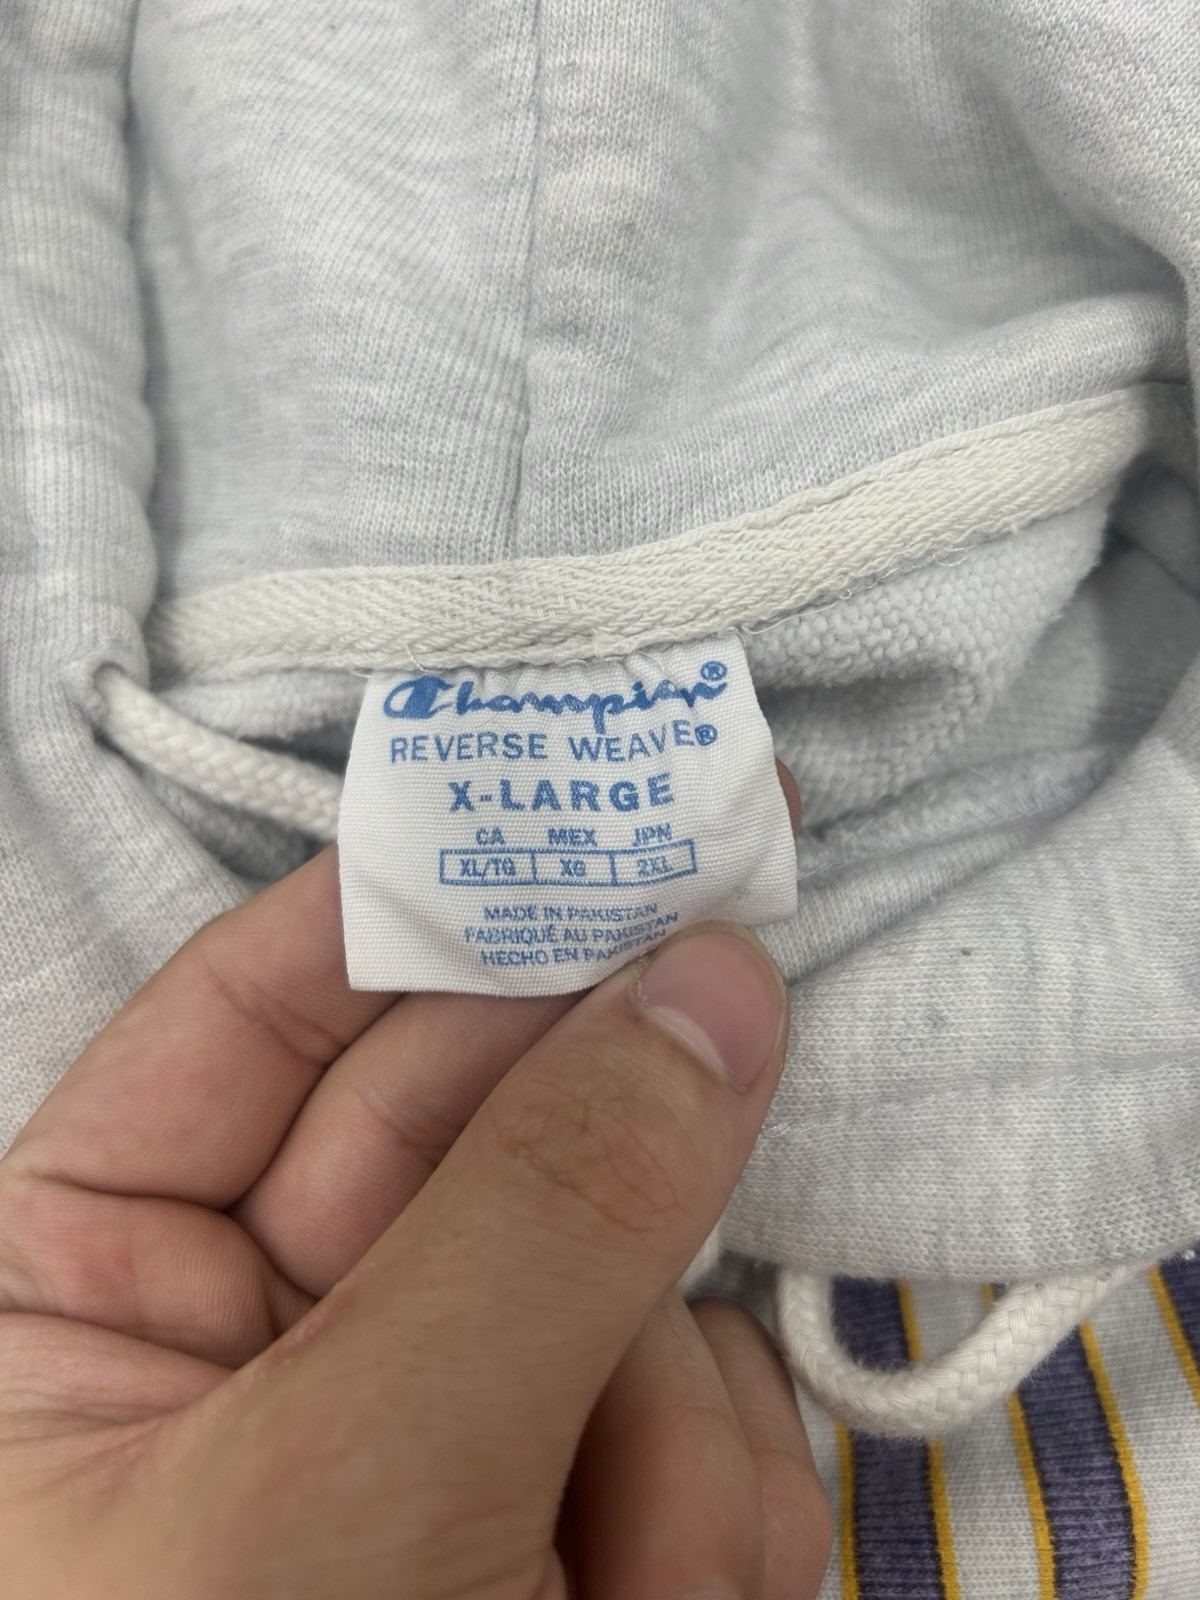 Champion®
REVERSE WEAVE®
X-LARGE
CA MEX JPN
XL/TG XG 2XL
MADE IN PAKISTAN
FABRIQUÉ AU PAKISTAN
HECHO EN PAKISTAN